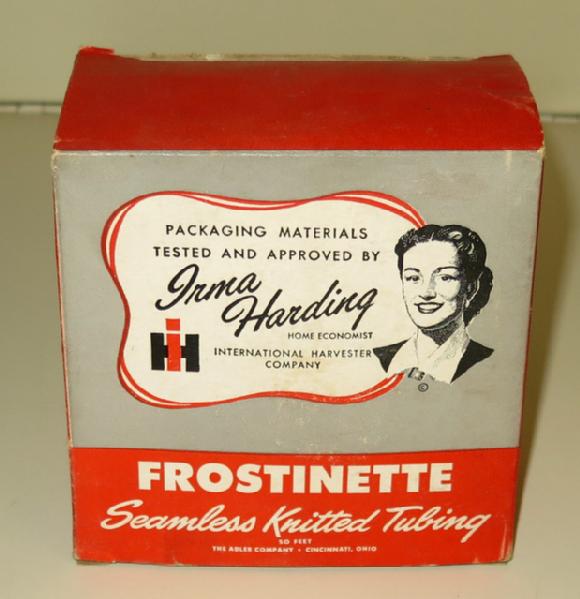 PACKAGING MATERIALS
TESTED AND APPROVED BY
Irma
Harding
HOME ECONOMIST
IH
INTERNATIONAL HARVESTER
COMPANY
©
FROSTINETTE
Seamless Knitted Tubing
50 FEET
THE ADLER COMPANY • CINCINNATI, OHIO